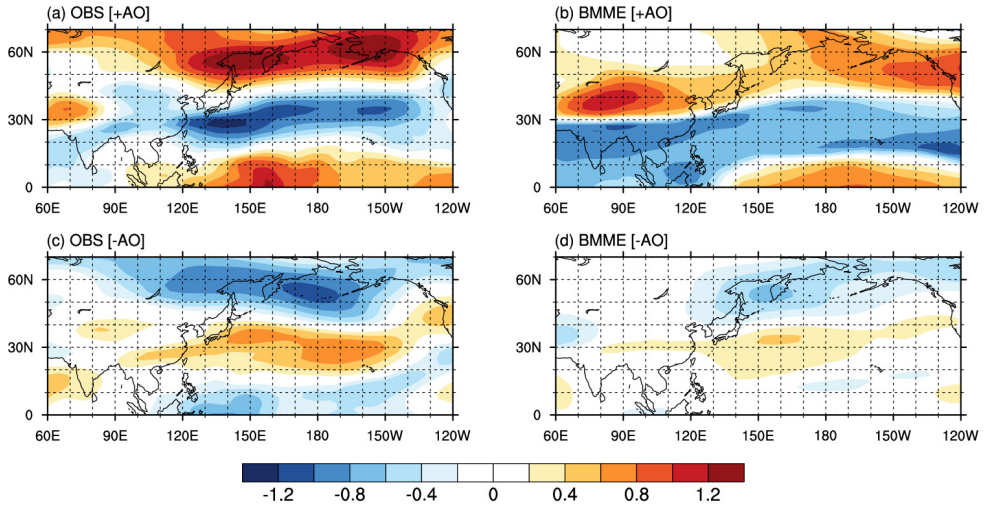 (a) OBS [+AO]
60N
30N
0
60E 90E 120E 150E 180 150W 120W
(b) BMME [+AO]
60N
30N
0
60E 90E 120E 150E 180 150W 120W
(c) OBS [-AO]
60N
30N
0
60E 90E 120E 150E 180 150W 120W
(d) BMME [-AO]
60N
30N
0
60E 90E 120E 150E 180 150W 120W
-1.2 -0.8 -0.4 0 0.4 0.8 1.2